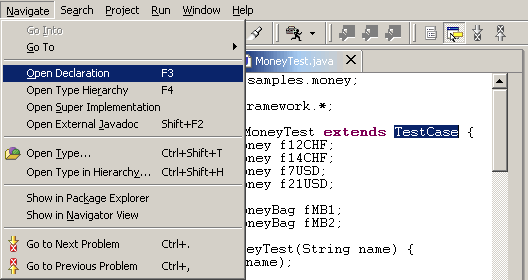 Navigate Search Project Run Window Help
Go Into
Go To
Open Declaration F3
Open Type Hierarchy F4
Open Super Implementation
Open External Javadoc Shift+F2
Open Type... Ctrl+Shift+T
Open Type in Hierarchy... Ctrl+Shift+H
Show in Package Explorer
Show in Navigator View
Go to Next Problem Ctrl+.
Go to Previous Problem Ctrl+,
MoneyTest.java
samples.money;
ramework.*;
MoneyTest extends TestCase {
oney f12CHF;
oney f14CHF;
oney f7USD;
oney f21USD;
oneyBag fMB1;
oneyBag fMB2;
neyTest(String name) {
name);